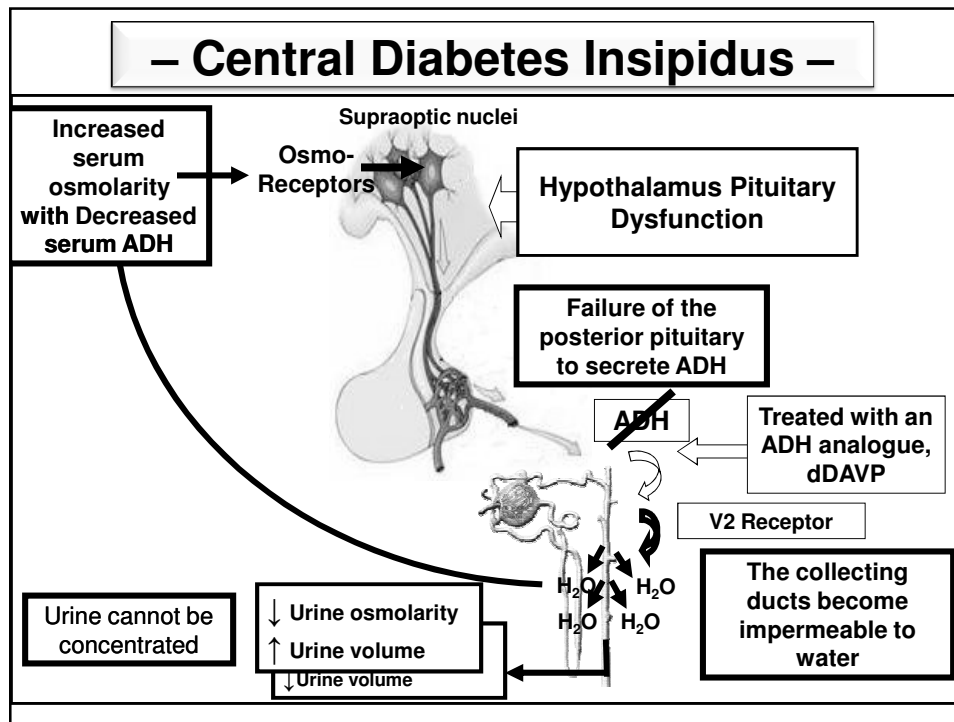 – Central Diabetes Insipidus –
Increased
serum
osmolarity
with Decreased
serum ADH
Supraoptic nuclei
Osmo-
Receptors
Hypothalamus Pituitary
Dysfunction
Failure of the
posterior pituitary
to secrete ADH
ADH
Treated with an
ADH analogue,
dDAVP
V2 Receptor
H₂O H₂O
H₂O H₂O
The collecting
ducts become
impermeable to
water
Urine cannot be
concentrated
↓ Urine osmolarity
↑ Urine volume
↓Urine volume